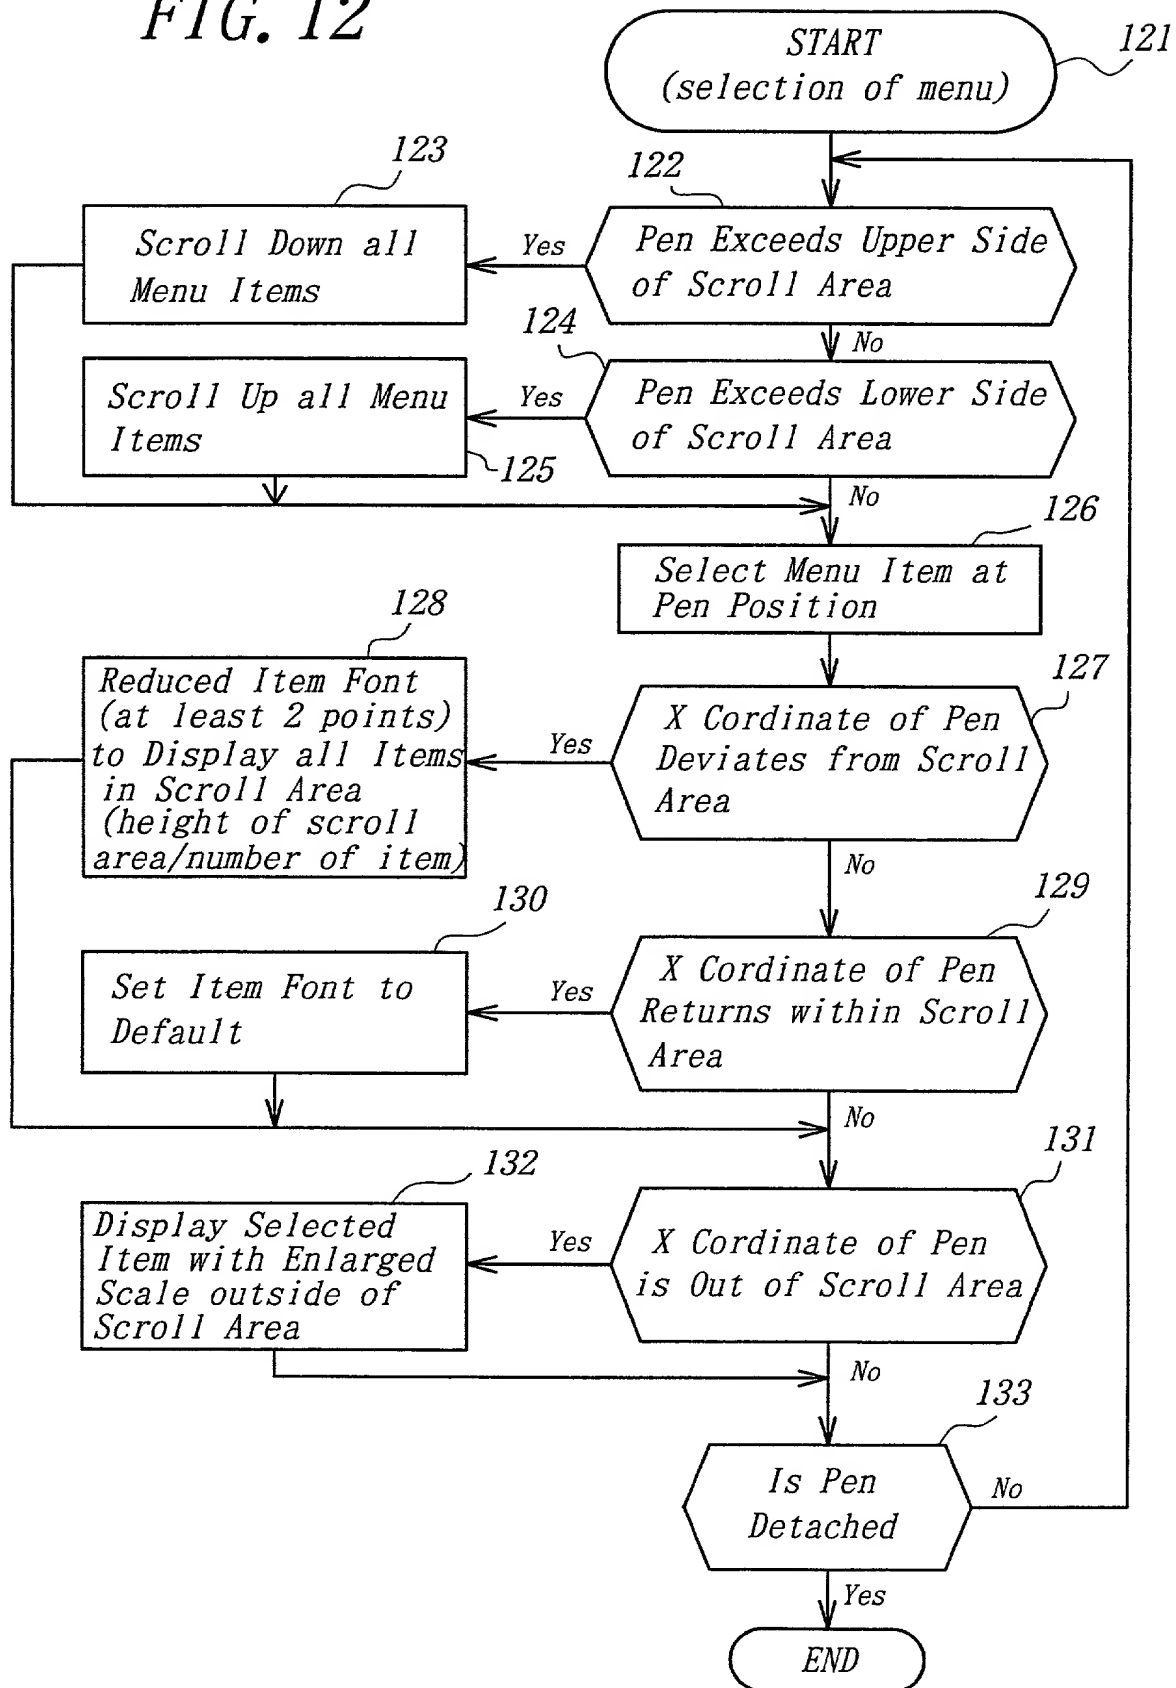 FIG. 12
START
(selection of menu)
121
122
123
Pen Exceeds Upper Side
of Scroll Area
Yes
Scroll Down all
Menu Items
No
124
Pen Exceeds Lower Side
of Scroll Area
Yes
Scroll Up all Menu
Items
125
No
126
Select Menu Item at
Pen Position
127
X Cordinate of Pen
Deviates from Scroll
Area
Yes
128
Reduced Item Font
(at least 2 points)
to Display all Items
in Scroll Area
(height of scroll
area/number of item)
No
129
X Cordinate of Pen
Returns within Scroll
Area
Yes
130
Set Item Font to
Default
No
131
X Cordinate of Pen
is Out of Scroll Area
Yes
132
Display Selected
Item with Enlarged
Scale outside of
Scroll Area
No
133
Is Pen
Detached
No
Yes
END